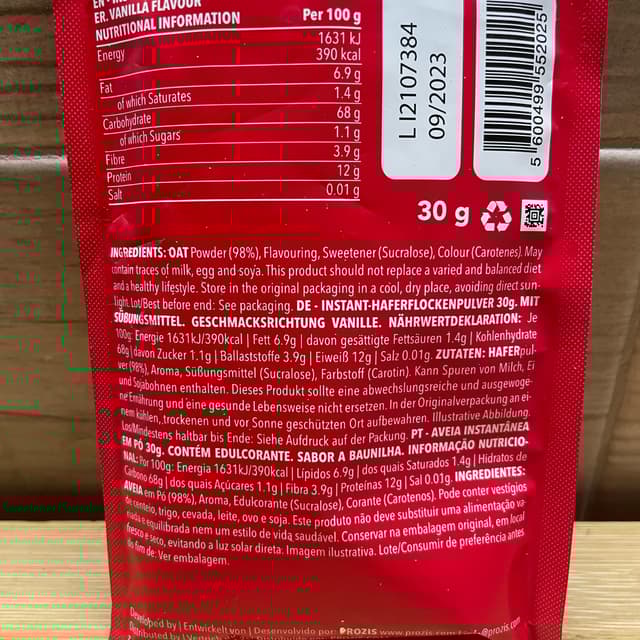 ER. VANILLA FLAVOUR
NUTRITIONAL INFORMATION Per 100 g
Energy 1631 kJ
390 kcal
Fat 6.9 g
of which Saturates 1.4 g
Carbohydrate 68 g
of which Sugars 1.1 g
Fibre 3.9 g
Protein 12 g
Salt 0.01 g
LI2107384
09/2023
5 600499 552025
30 g
INGREDIENTS: OAT Powder (98%), Flavouring, Sweetener (Sucralose), Colour (Carotenes). May
contain traces of milk, egg and soya. This product should not replace a varied and balanced diet
and a healthy lifestyle. Store in the original packaging in a cool, dry place, avoiding direct sun-
light. Lot/Best before end: See packaging. DE - INSTANT-HAFERFLOCKENPULVER 30g. MIT
SÜBUNGSMITTEL. GESCHMACKSRICHTUNG VANILLE. NÄHRWERTDEKLARATION: Je
100g: Energie 1631kJ/390kcal | Fett 6.9g | davon gesättigte Fettsäuren 1.4g | Kohlenhydrate
68g | davon Zucker 1.1g | Ballaststoffe 3.9g | Eiweiß 12g | Salz 0.01g. ZUTATEN: HAFERpul-
ver (98%), Aroma, Süßungsmittel (Sucralose), Farbstoff (Carotin). Kann Spuren von Milch, Ei
und Sojabohnen enthalten. Dieses Produkt sollte eine abwechslungsreiche und ausgewoge-
ne Ernährung und eine gesunde Lebensweise nicht ersetzen. In der Originalverpackung an ei-
nem kühlen, trockenen und vor Sonne geschützten Ort aufbewahren. Illustrative Abbildung.
Los/Mindestens haltbar bis Ende: Siehe Aufdruck auf der Packung. PT - AVEIA INSTANTÂNEA
EM PÓ 30g. CONTÉM EDULCORANTE. SABOR A BAUNILHA. INFORMAÇÃO NUTRICIO-
NAL: Por 100g: Energia 1631kJ/390kcal | Lípidos 6.9g | dos quais Saturados 1.4g | Hidratos de
Carbono 68g | dos quais Açúcares 1.1g | Fibra 3.9g | Proteínas 12g | Sal 0.01g. INGREDIENTES:
AVEIA em Pó (98%), Aroma, Edulcorante (Sucralose), Corante (Carotenos). Pode conter vestígios
de centeio, trigo, cevada, leite, ovo e soja. Este produto não deve substituir uma alimentação va-
riada e equilibrada nem um estilo de vida saudável. Conservar na embalagem original, em local
fresco e seco, evitando a luz solar direta. Imagem ilustrativa. Lote/Consumir de preferência antes
do fim de: Ver embalagem.
Developed by | Entwickelt von | Desenvolvido por: PROZIS www.prozis.com @prozis.com
Distributed by